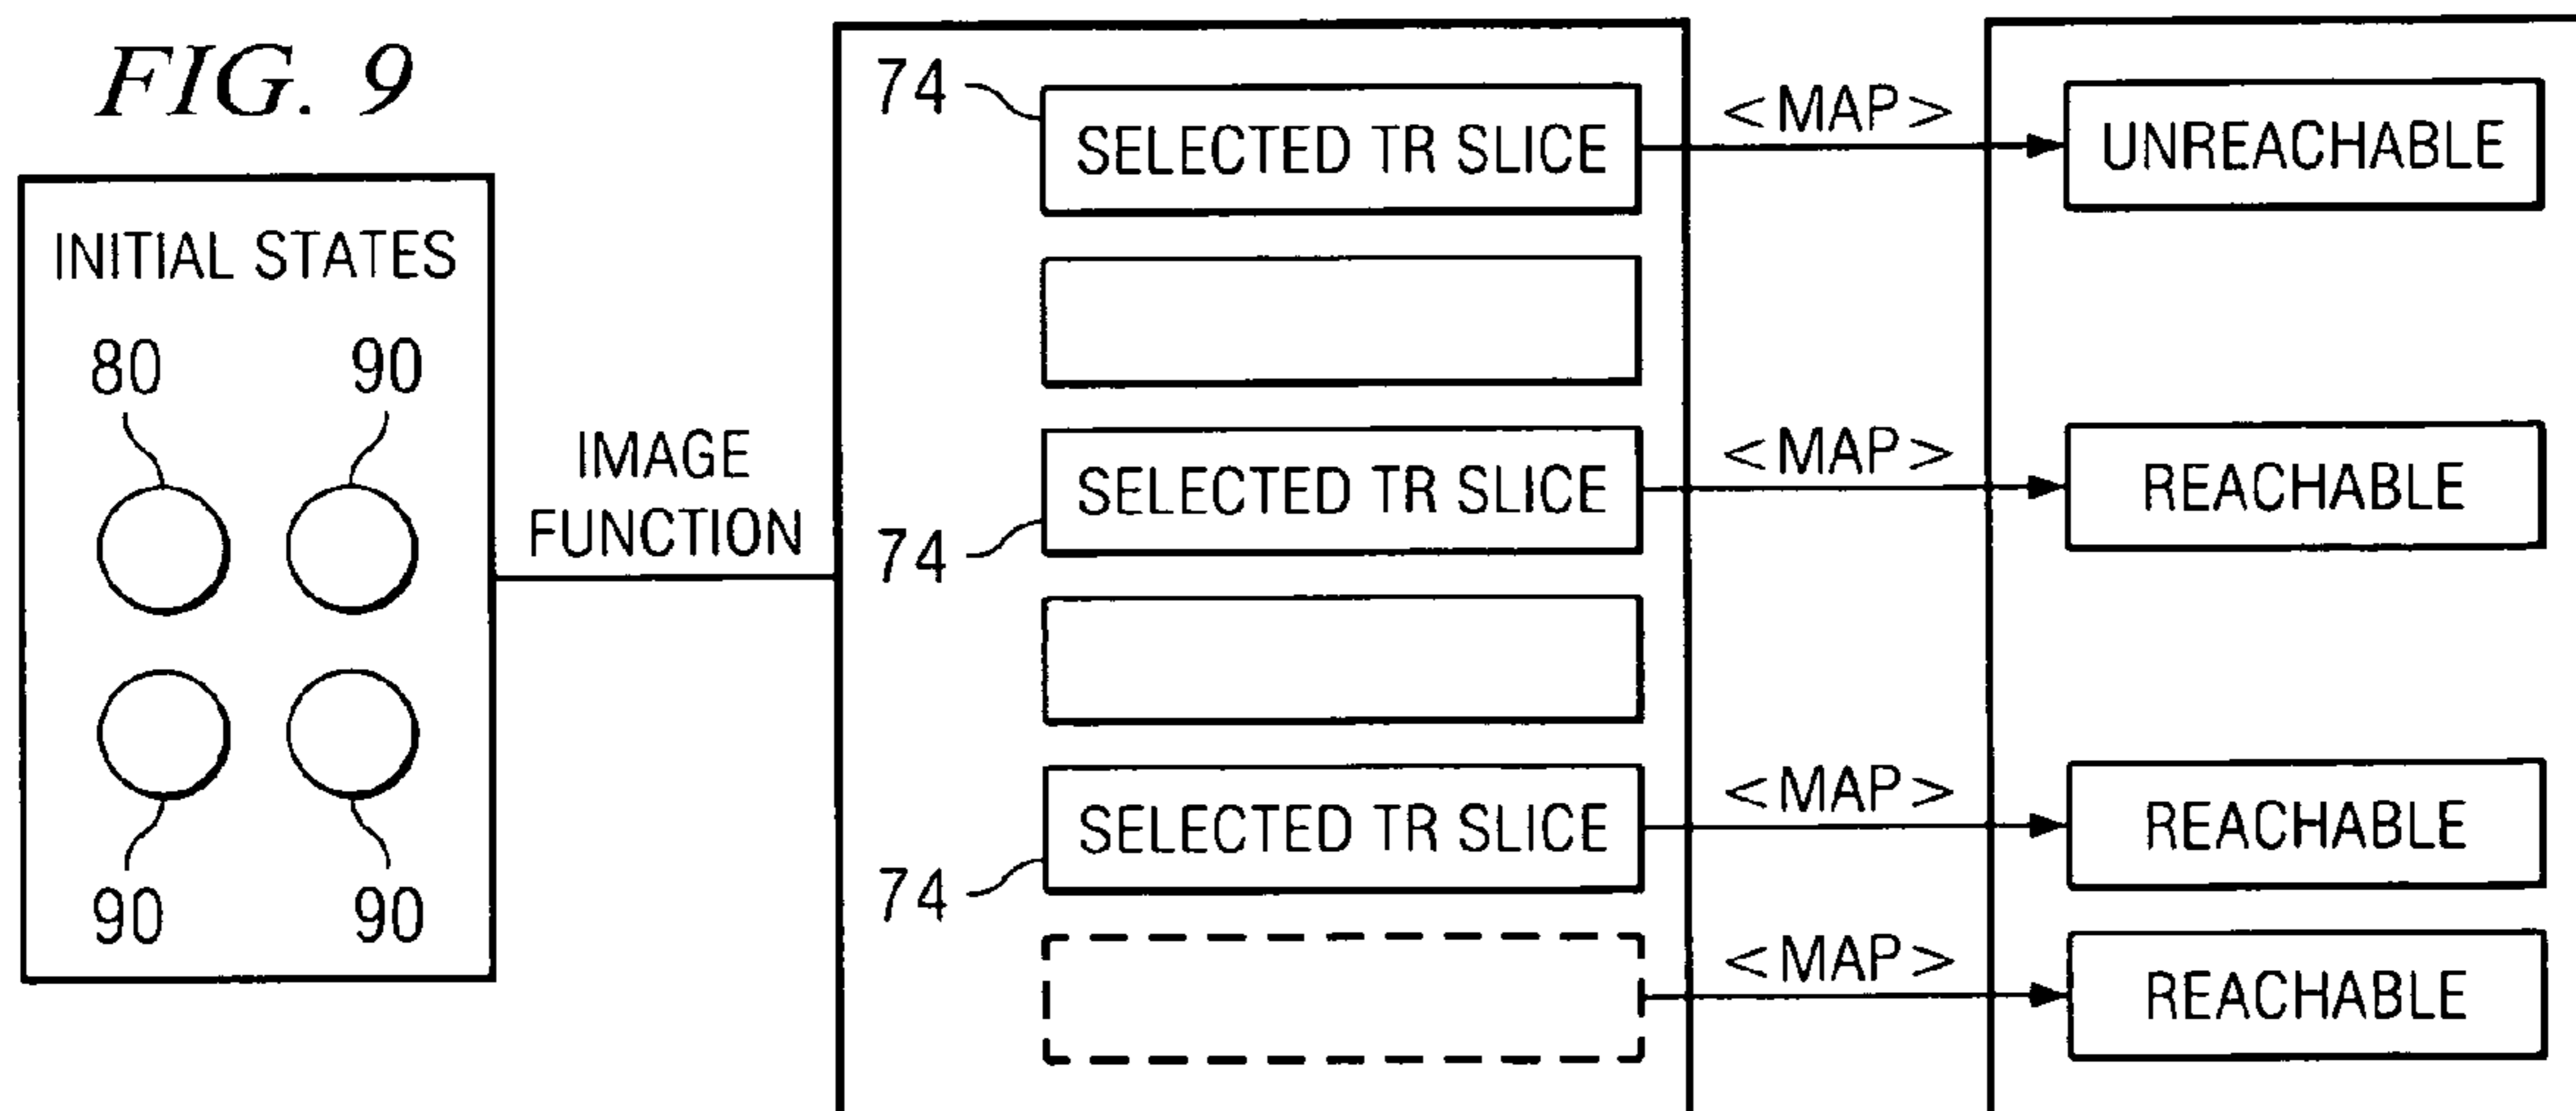 FIG. 9
INITIAL STATES
80
90
90
90
IMAGE
FUNCTION
74
SELECTED TR SLICE
<MAP>
UNREACHABLE
SELECTED TR SLICE
74
<MAP>
REACHABLE
SELECTED TR SLICE
74
<MAP>
REACHABLE
<MAP>
REACHABLE